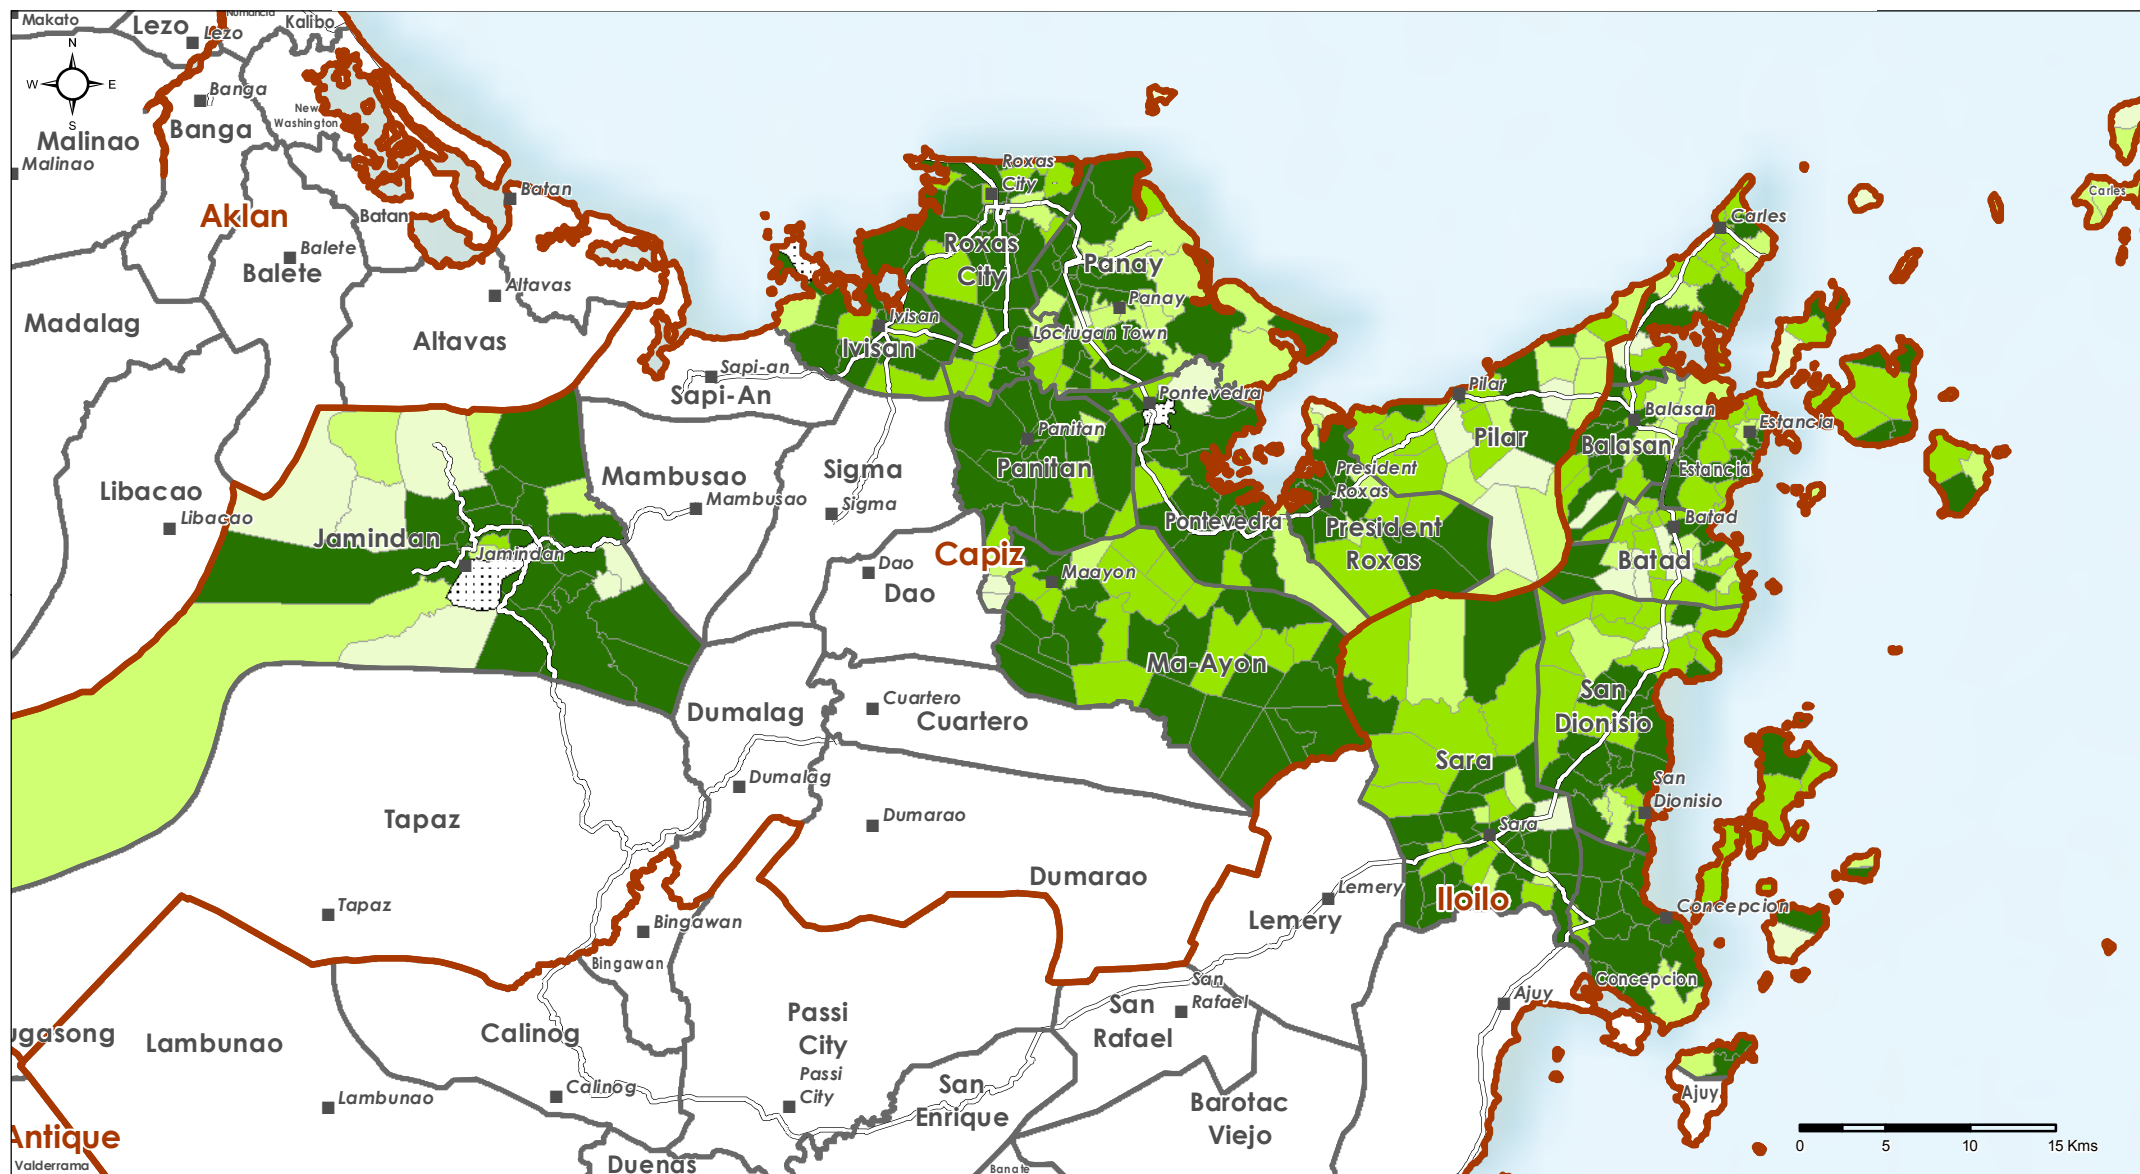 Makato
Lezo
Lezo
Numancia
Kalibo
N
W
E
S
Banga
Banga
New
Washington
Malinao
Malinao
Aklan
Batan
Batan
Balete
Balete
Altavas
Altavas
Madalag
Libacao
Libacao
Roxas
City
Roxas
City
Panay
Panay
Ivisan
Ivisan
Loctugan Town
Sapi-an
Sapi-An
Pontevedra
Pontevedra
Panitan
Panitan
Pilar
Pilar
President
Roxas
President
Roxas
Carles
Carles
Balasan
Balasan
Estancia
Estancia
Batad
Batad
Jamindan
Jamindan
Mambusao
Mambusao
Sigma
Sigma
Capiz
Dao
Dao
Maayon
Ma-Ayon
Cuartero
Cuartero
Dumalag
Dumalag
Dumarao
Dumarao
Tapaz
Tapaz
San
Dionisio
San
Dionisio
Sara
Sara
Iloilo
Lemery
Lemery
Concepcion
Concepcion
Bingawan
Bingawan
Passi
City
Passi
City
Calinog
Calinog
Lambunao
Lambunao
ugasong
Antique
Valderrama
Duenas
San
Enrique
San
Rafael
San
Rafael
Barotac
Viejo
Banate
Ajuy
Ajuy
0 5 10 15 Kms